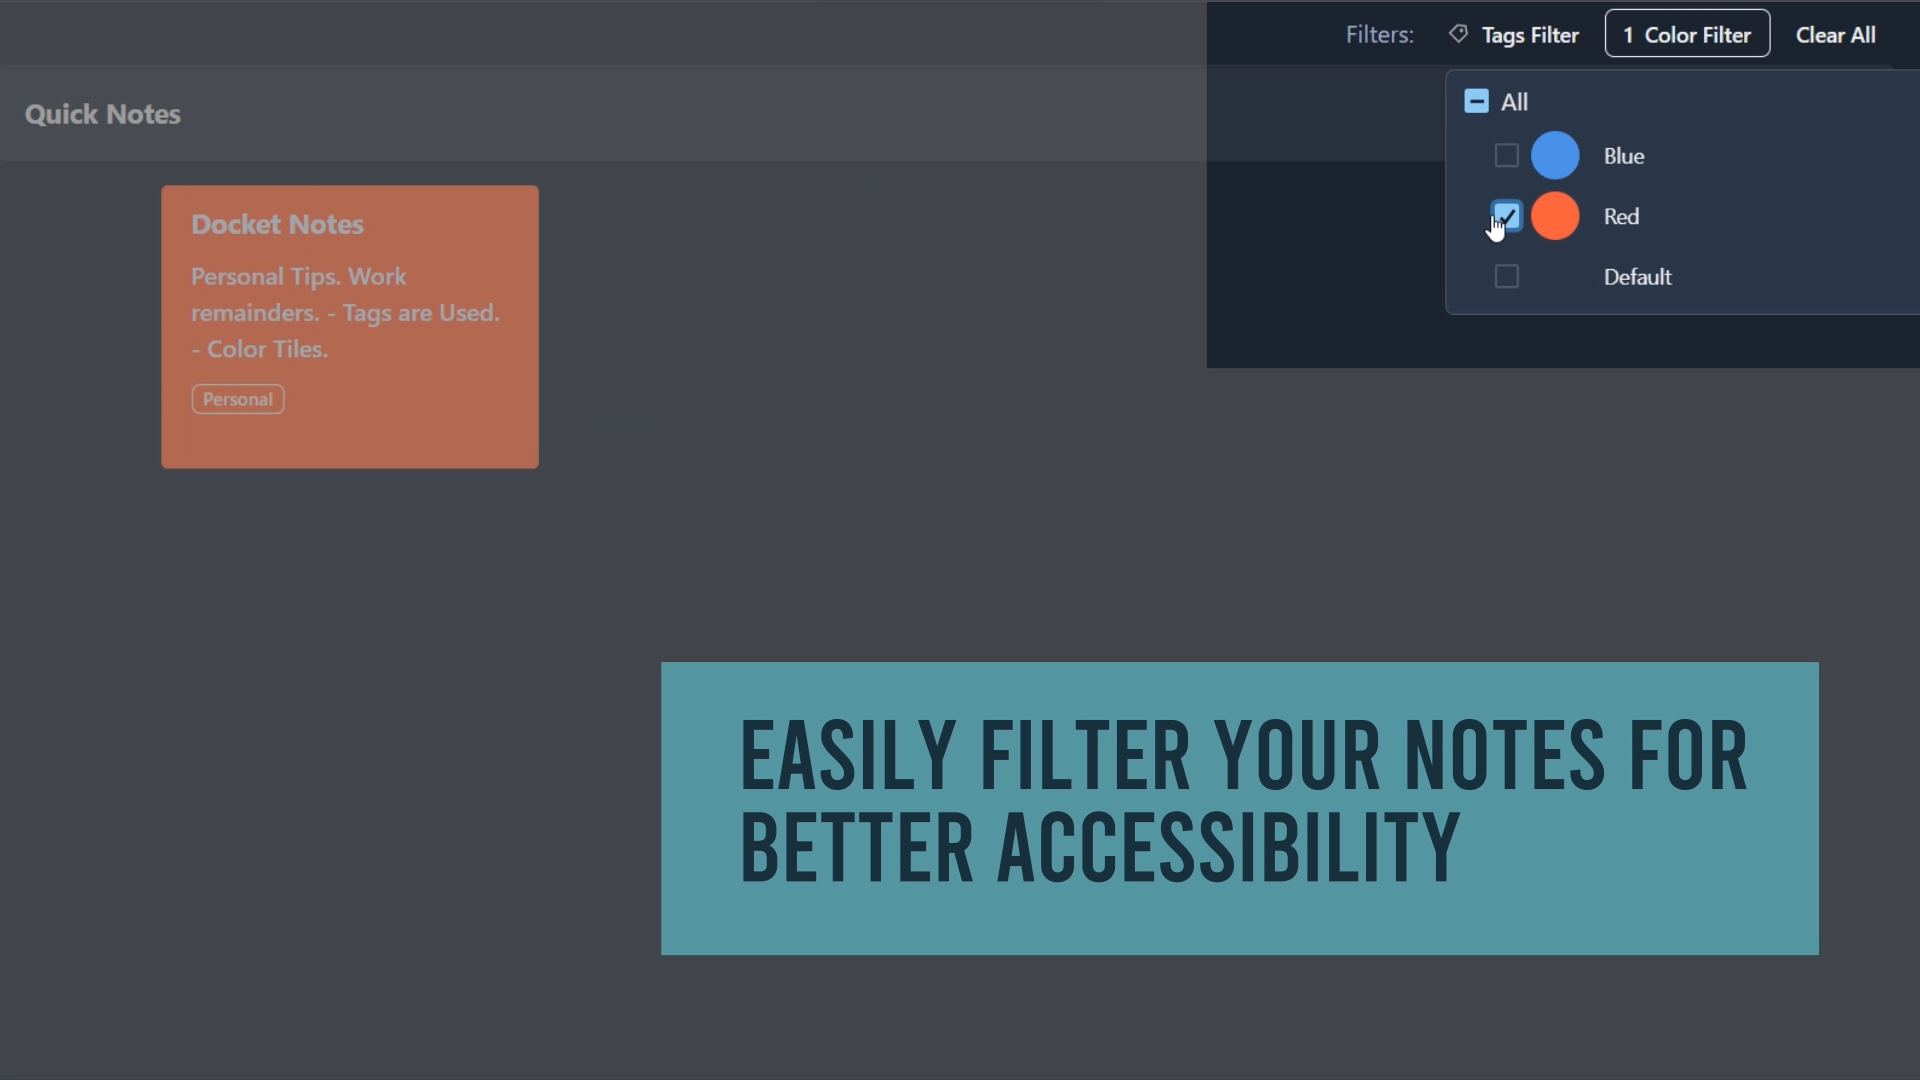 Filters: Tags Filter 1 Color Filter Clear All
All
Blue
Red
Default
Quick Notes
Docket Notes
Personal Tips. Work
remainders. - Tags are Used.
- Color Tiles.
Personal
EASILY FILTER YOUR NOTES FOR
BETTER ACCESSIBILITY